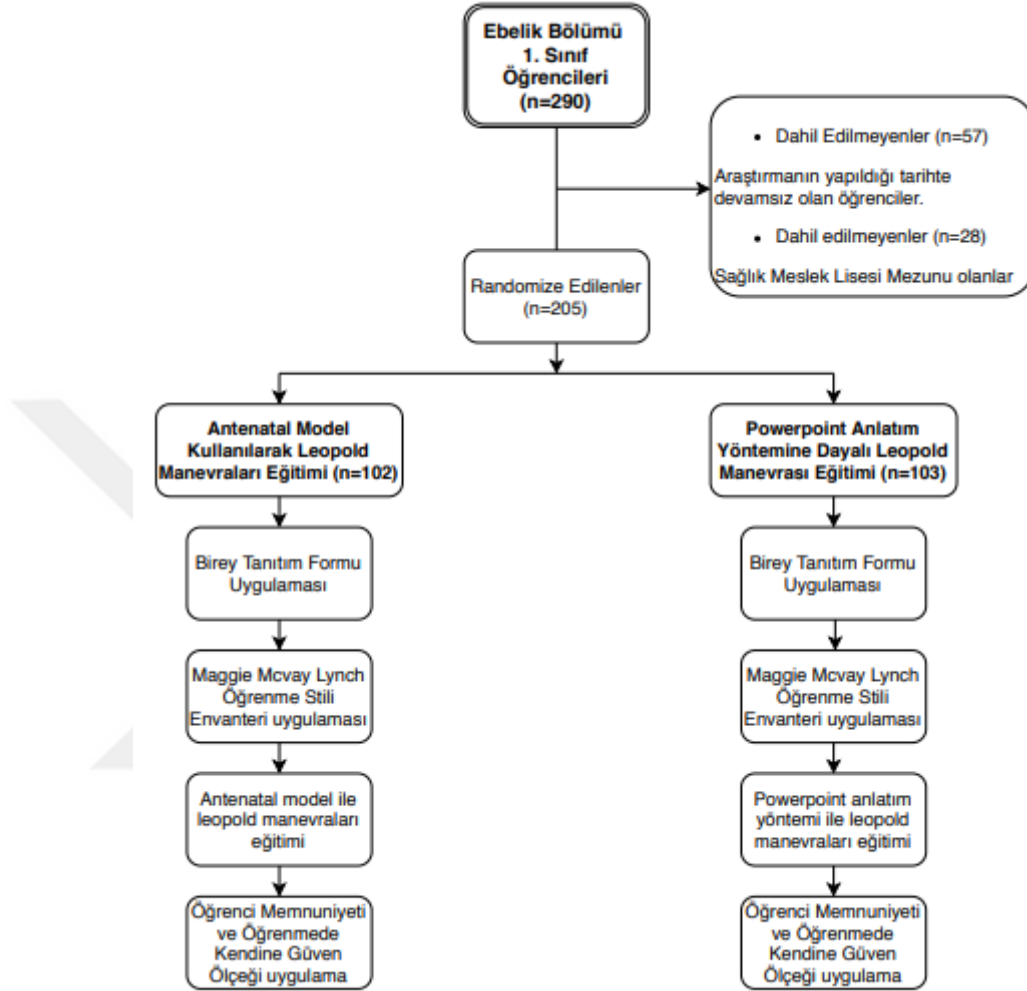 Ebelik Bölümü
1. Sınıf
Öğrencileri
(n=290)
• Dahil Edilmeyenler (n=57)
Araştırmanın yapıldığı tarihte
devamsız olan öğrenciler.
• Dahil edilmeyenler (n=28)
Sağlık Meslek Lisesi Mezunu olanlar
Randomize Edilenler
(n=205)
Antenatal Model
Kullanılarak Leopold
Manevraları Eğitimi (n=102)
Powerpoint Anlatım
Yöntemine Dayalı Leopold
Manevrası Eğitimi (n=103)
Birey Tanıtım Formu
Uygulaması
Birey Tanıtım Formu
Uygulaması
Maggie Mcvay Lynch
Öğrenme Stili
Envanteri uygulaması
Maggie Mcvay Lynch
Öğrenme Stili
Envanteri uygulaması
Antenatal model ile
leopold manevraları
eğitimi
Powerpoint anlatım
yöntemi ile leopold
manevraları eğitimi
Öğrenci Memnuniyeti
ve Öğrenmede
Kendine Güven
Ölçeği uygulama
Öğrenci Memnuniyeti
ve Öğrenmede
Kendine Güven
Ölçeği uygulama